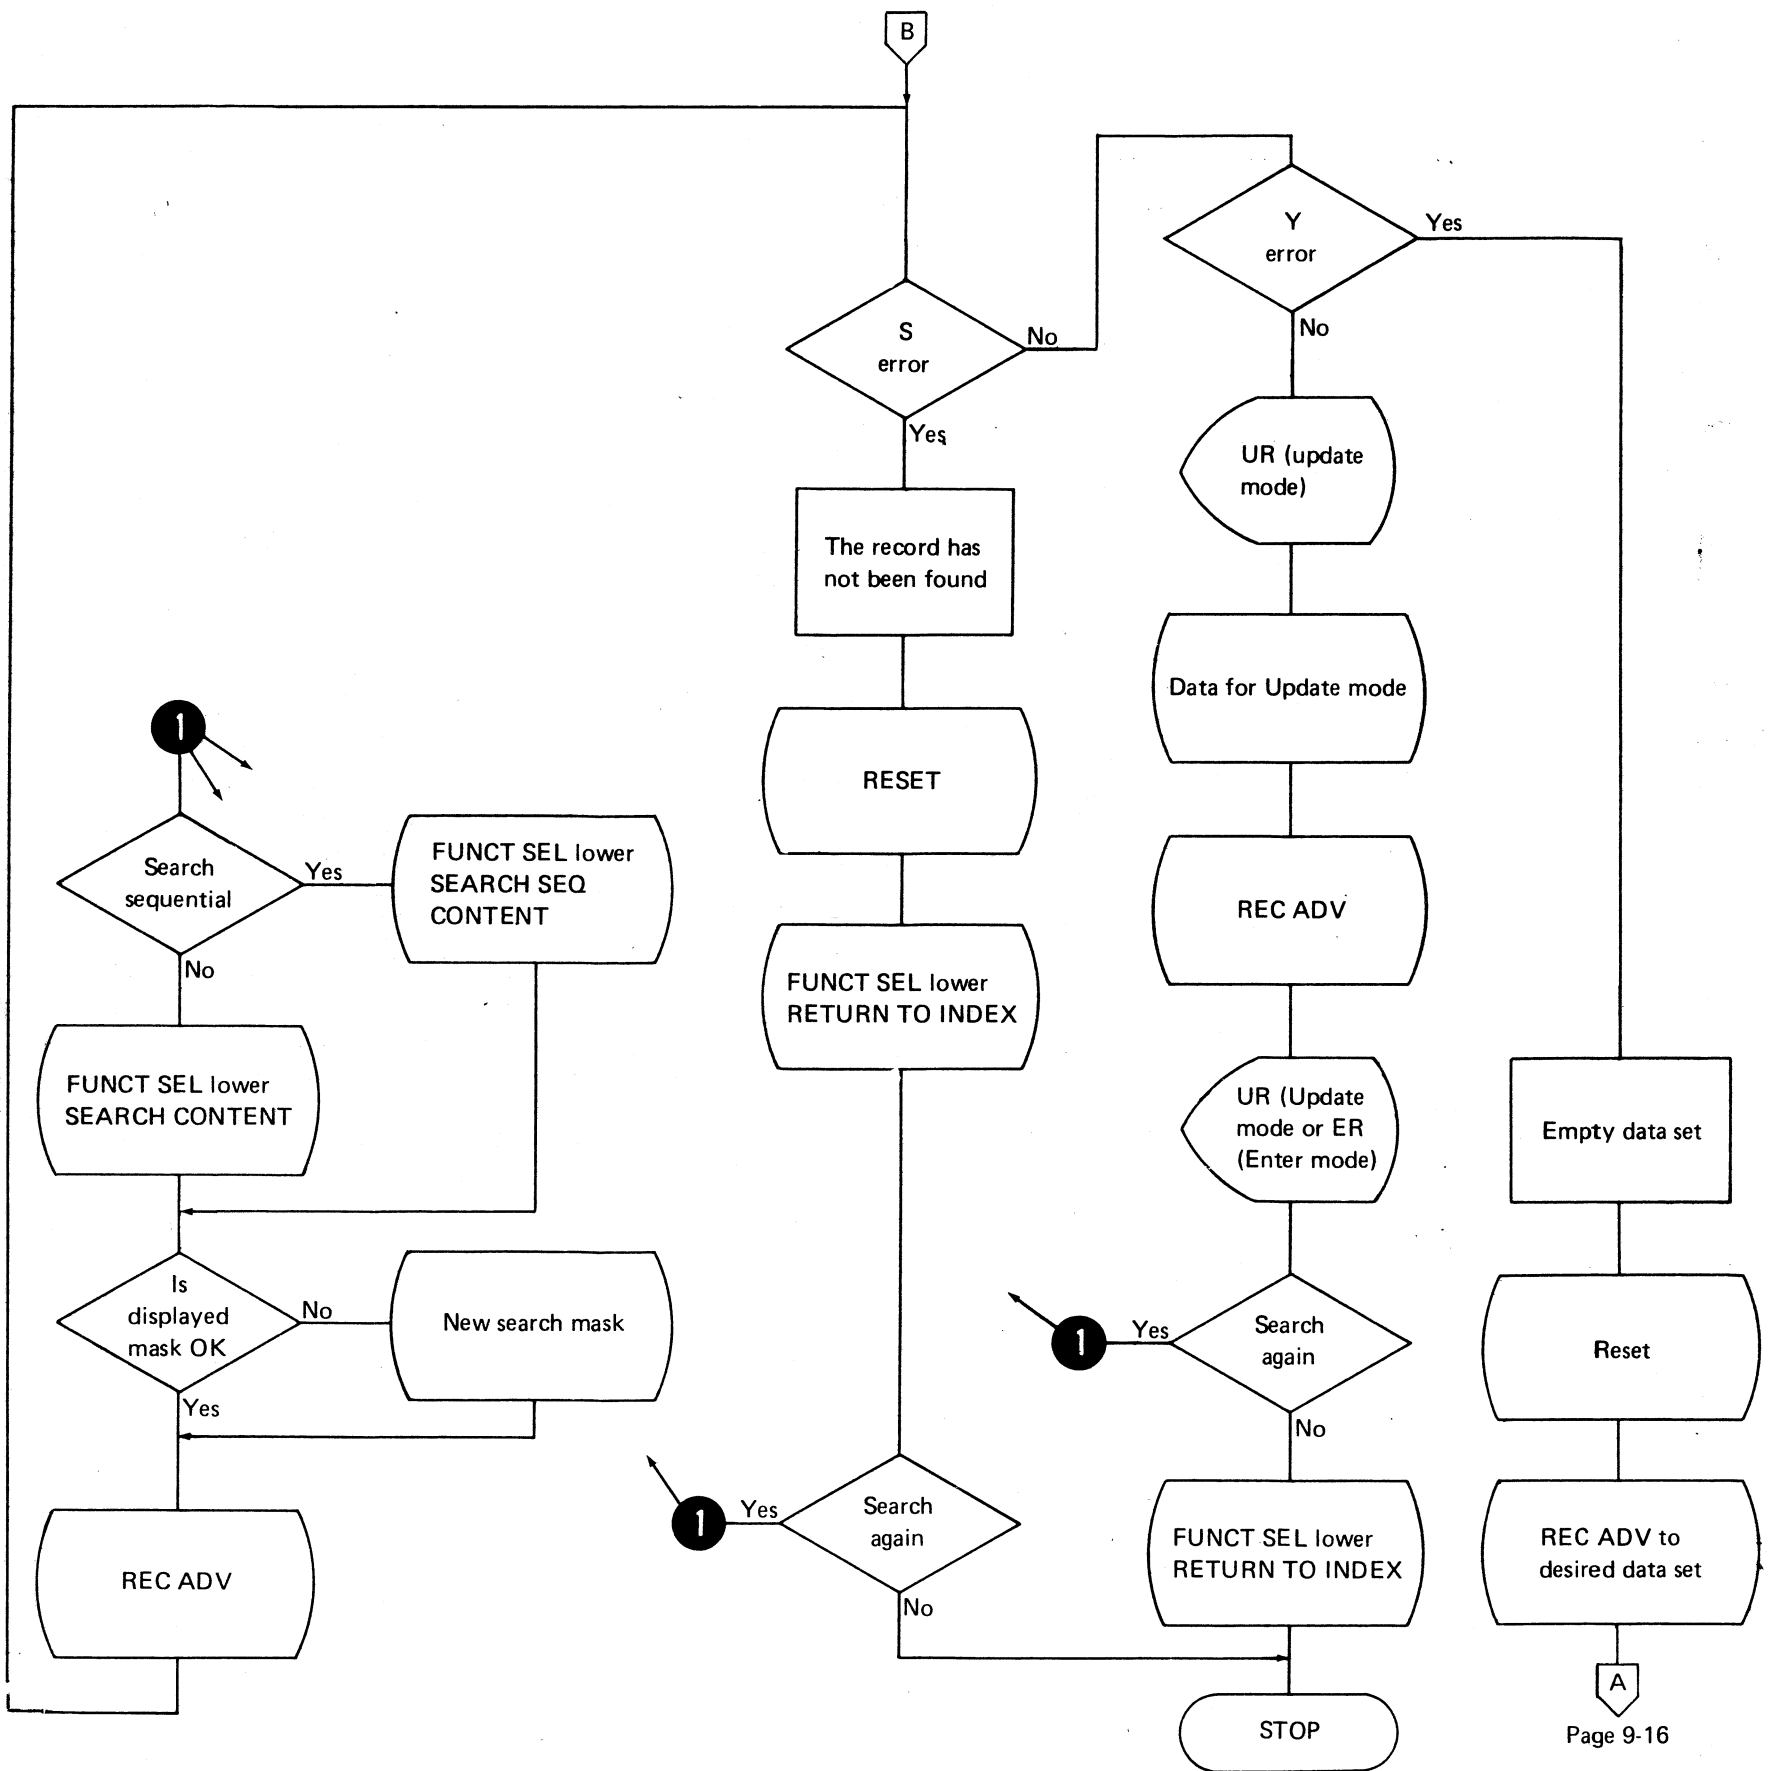 B
Y
error
Yes
No
S
error
No
Yes
UR (update
mode)
The record has
not been found
Data for Update mode
1
RESET
Search
sequential
Yes
No
FUNCT SEL lower
SEARCH SEQ
CONTENT
REC ADV
FUNCT SEL lower
RETURN TO INDEX
FUNCT SEL lower
SEARCH CONTENT
UR (Update
mode or ER
(Enter mode)
Empty data set
Is
displayed
mask OK
No
Yes
New search mask
1
Yes
Search
again
No
Reset
1
Yes
Search
again
No
FUNCT SEL lower
RETURN TO INDEX
REC ADV to
desired data set
REC ADV
A
Page 9-16
STOP